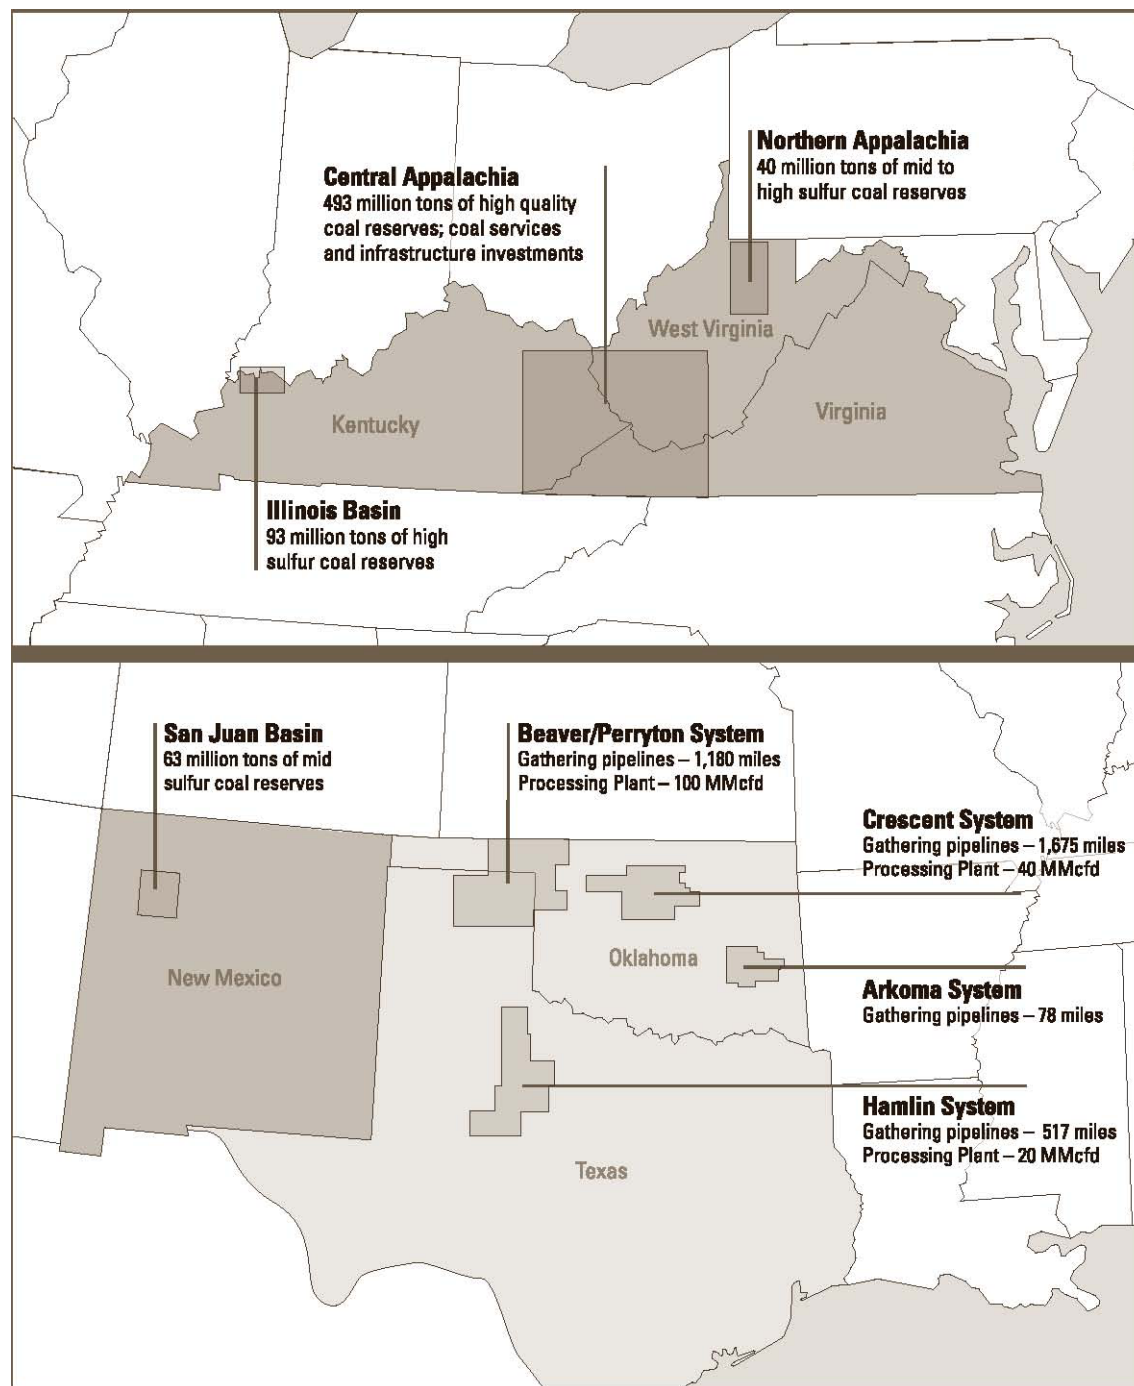 Northern Appalachia
40 million tons of mid to
high sulfur coal reserves
Central Appalachia
493 million tons of high quality
coal reserves; coal services
and infrastructure investments
West Virginia
Kentucky
Virginia
Illinois Basin
93 million tons of high
sulfur coal reserves
San Juan Basin
63 million tons of mid
sulfur coal reserves
Beaver/Perryton System
Gathering pipelines – 1,180 miles
Processing Plant – 100 MMcfd
Crescent System
Gathering pipelines – 1,675 miles
Processing Plant – 40 MMcfd
New Mexico
Oklahoma
Arkoma System
Gathering pipelines – 78 miles
Hamlin System
Gathering pipelines – 517 miles
Processing Plant – 20 MMcfd
Texas